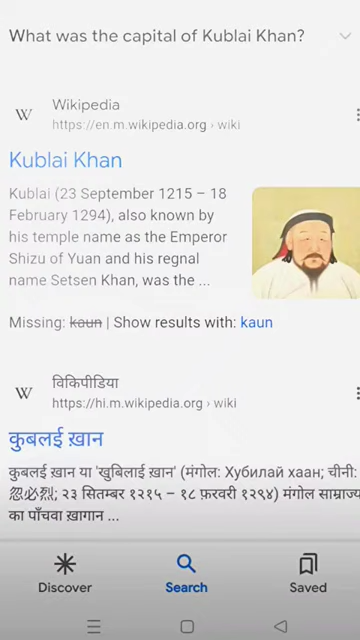 What was the capital of Kublai Khan?
Wikipedia
https://en.m.wikipedia.org › wiki
Kublai Khan
Kublai (23 September 1215 – 18
February 1294), also known by
his temple name as the Emperor
Shizu of Yuan and his regnal
name Setsen Khan, was the ...
Missing: kaun | Show results with: kaun
विकिपीडिया
https://hi.m.wikipedia.org › wiki
कुबलई ख़ान
कुबलई ख़ान या 'खुबिलाई ख़ान' (मंगोल: Хубилай хаан; चीनी:
忽必烈; २३ सितम्बर १२१५ – १८ फ़रवरी १२९४) मंगोल साम्राज्य
का पाँचवा ख़ागान ...
Discover
Search
Saved